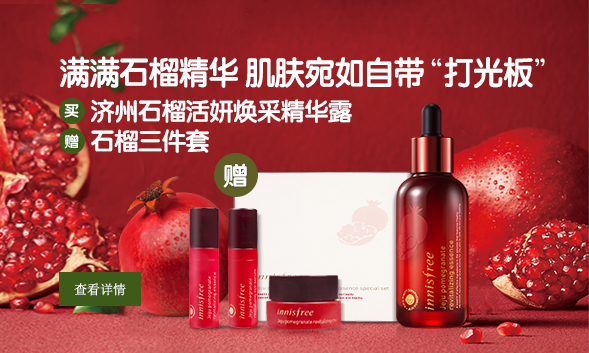 满满石榴精华 肌肤宛如自带“打光板”
买 济州石榴活妍焕采精华露
赠 石榴三件套
赠
查看详情
innisfree
innisfree
innisfree
Jeju pomegranate
innisfree
Jeju pomegranate
revitalizing essence